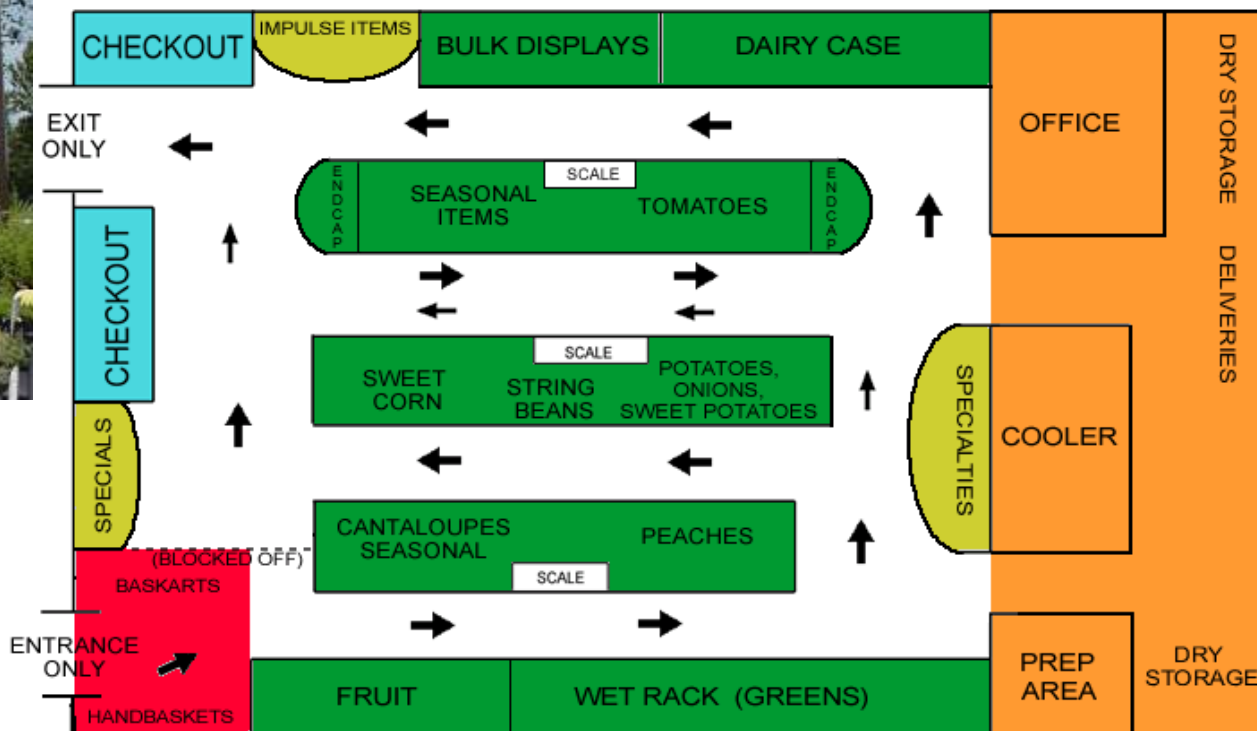 CHECKOUT
IMPULSE ITEMS
BULK DISPLAYS
DAIRY CASE
DRY STORAGE
OFFICE
EXIT
ONLY
ENDCAP
SEASONAL
ITEMS
SCALE
TOMATOES
ENDCAP
DELIVERIES
CHECKOUT
SCALE
SWEET
CORN
STRING
BEANS
POTATOES,
ONIONS,
SWEET POTATOES
SPECIALTIES
COOLER
SPECIALS
CANTALOUPES
SEASONAL
PEACHES
SCALE
(BLOCKED OFF)
BASKARTS
ENTRANCE
ONLY
HANDBASKETS
FRUIT
WET RACK (GREENS)
PREP
AREA
DRY
STORAGE